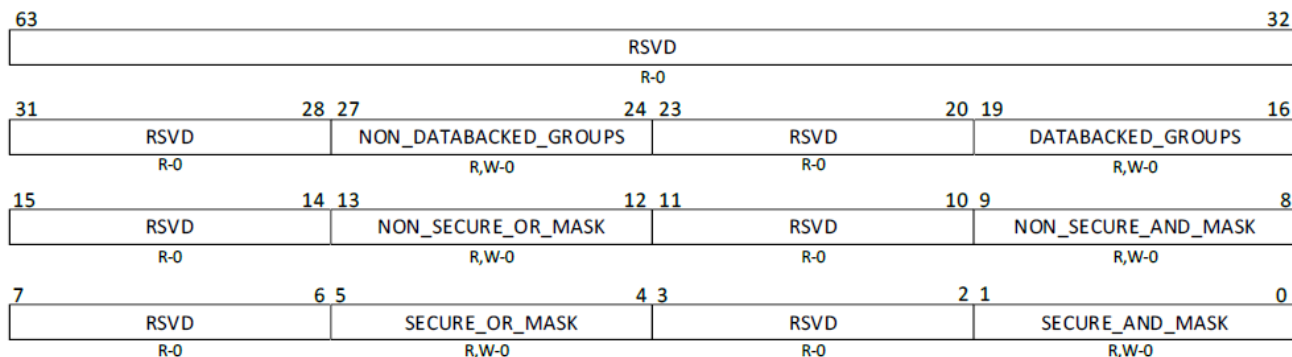 63 32
RSVD
R-0
31 28 27 24 23 20 19 16
RSVD NON_DATABACKED_GROUPS RSVD DATABACKED_GROUPS
R-0 R,W-0 R-0 R,W-0
15 14 13 12 11 10 9 8
RSVD NON_SECURE_OR_MASK RSVD NON_SECURE_AND_MASK
R-0 R,W-0 R-0 R,W-0
7 6 5 4 3 2 1 0
RSVD SECURE_OR_MASK RSVD SECURE_AND_MASK
R-0 R,W-0 R-0 R,W-0